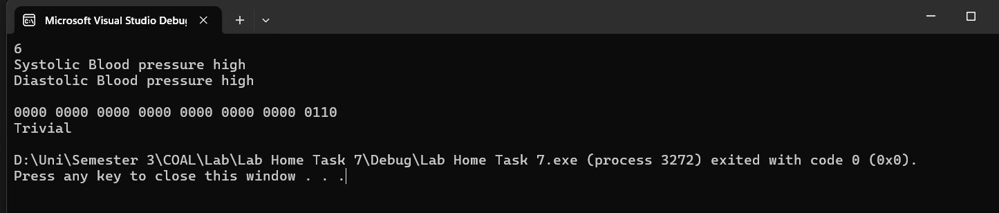 Microsoft Visual Studio Debug
6
Systolic Blood pressure high
Diastolic Blood pressure high
0000 0000 0000 0000 0000 0000 0000 0110
Trivial
D:\Uni\Semester 3\COAL\Lab\Lab Home Task 7\Debug\Lab Home Task 7.exe (process 3272) exited with code 0 (0x0).
Press any key to close this window . . .